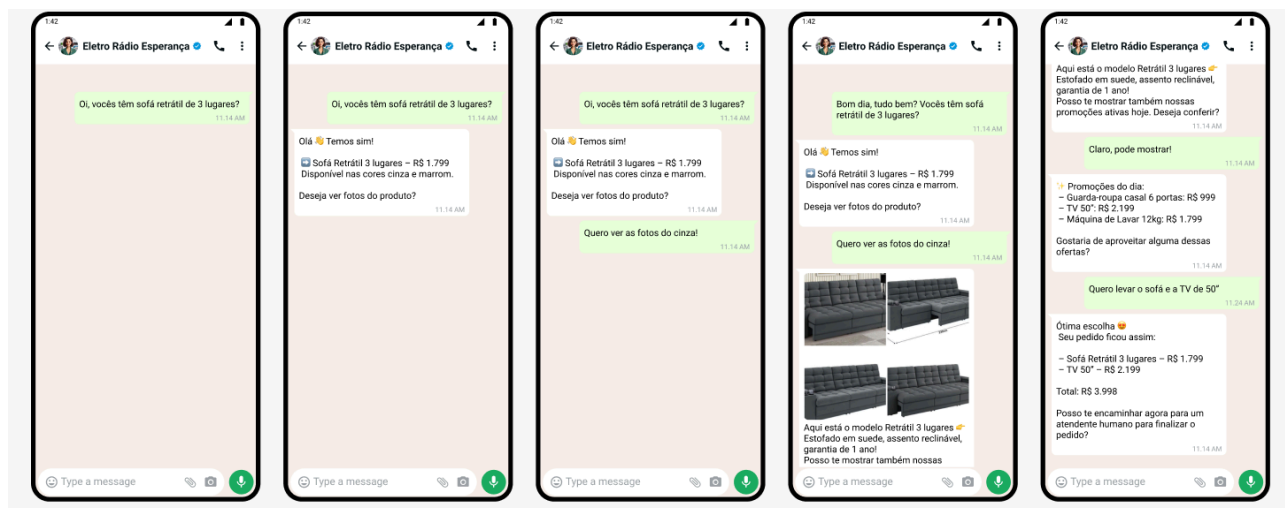 1:42
Eletro Rádio Esperança
Oi, vocês têm sofá retrátil de 3 lugares?
11.14 AM
Type a message
1:42
Eletro Rádio Esperança
Oi, vocês têm sofá retrátil de 3 lugares?
11.14 AM
Olá 👋 Temos sim!
➡️ Sofá Retrátil 3 lugares – R$ 1.799
Disponível nas cores cinza e marrom.
Deseja ver fotos do produto?
11.14 AM
Type a message
1:42
Eletro Rádio Esperança
Oi, vocês têm sofá retrátil de 3 lugares?
11.14 AM
Olá 👋 Temos sim!
➡️ Sofá Retrátil 3 lugares – R$ 1.799
Disponível nas cores cinza e marrom.
Deseja ver fotos do produto?
11.14 AM
Quero ver as fotos do cinza!
11.14 AM
Type a message
1:42
Eletro Rádio Esperança
Bom dia, tudo bem? Vocês têm sofá
retrátil de 3 lugares?
11.14 AM
Olá 👋 Temos sim!
➡️ Sofá Retrátil 3 lugares – R$ 1.799
Disponível nas cores cinza e marrom.
Deseja ver fotos do produto?
11.14 AM
Quero ver as fotos do cinza!
11.14 AM
Aqui está o modelo Retrátil 3 lugares 👉
Estofado em suede, assento reclinável,
garantia de 1 ano!
Posso te mostrar também nossas
Type a message
1:42
Eletro Rádio Esperança
Aqui está o modelo Retrátil 3 lugares 👉
Estofado em suede, assento reclinável,
garantia de 1 ano!
Posso te mostrar também nossas
promoções ativas hoje. Deseja conferir?
11.14 AM
Claro, pode mostrar!
11.14 AM
✨ Promoções do dia:
– Guarda-roupa casal 6 portas: R$ 999
– TV 50": R$ 2.199
– Máquina de Lavar 12kg: R$ 1.799
Gostaria de aproveitar alguma dessas
ofertas?
11.14 AM
Quero levar o sofá e a TV de 50"
11.24 AM
Ótima escolha 😍
Seu pedido ficou assim:
– Sofá Retrátil 3 lugares – R$ 1.799
– TV 50" – R$ 2.199
Total: R$ 3.998
Posso te encaminhar agora para um
atendente humano para finalizar o
pedido?
11.14 AM
Type a message